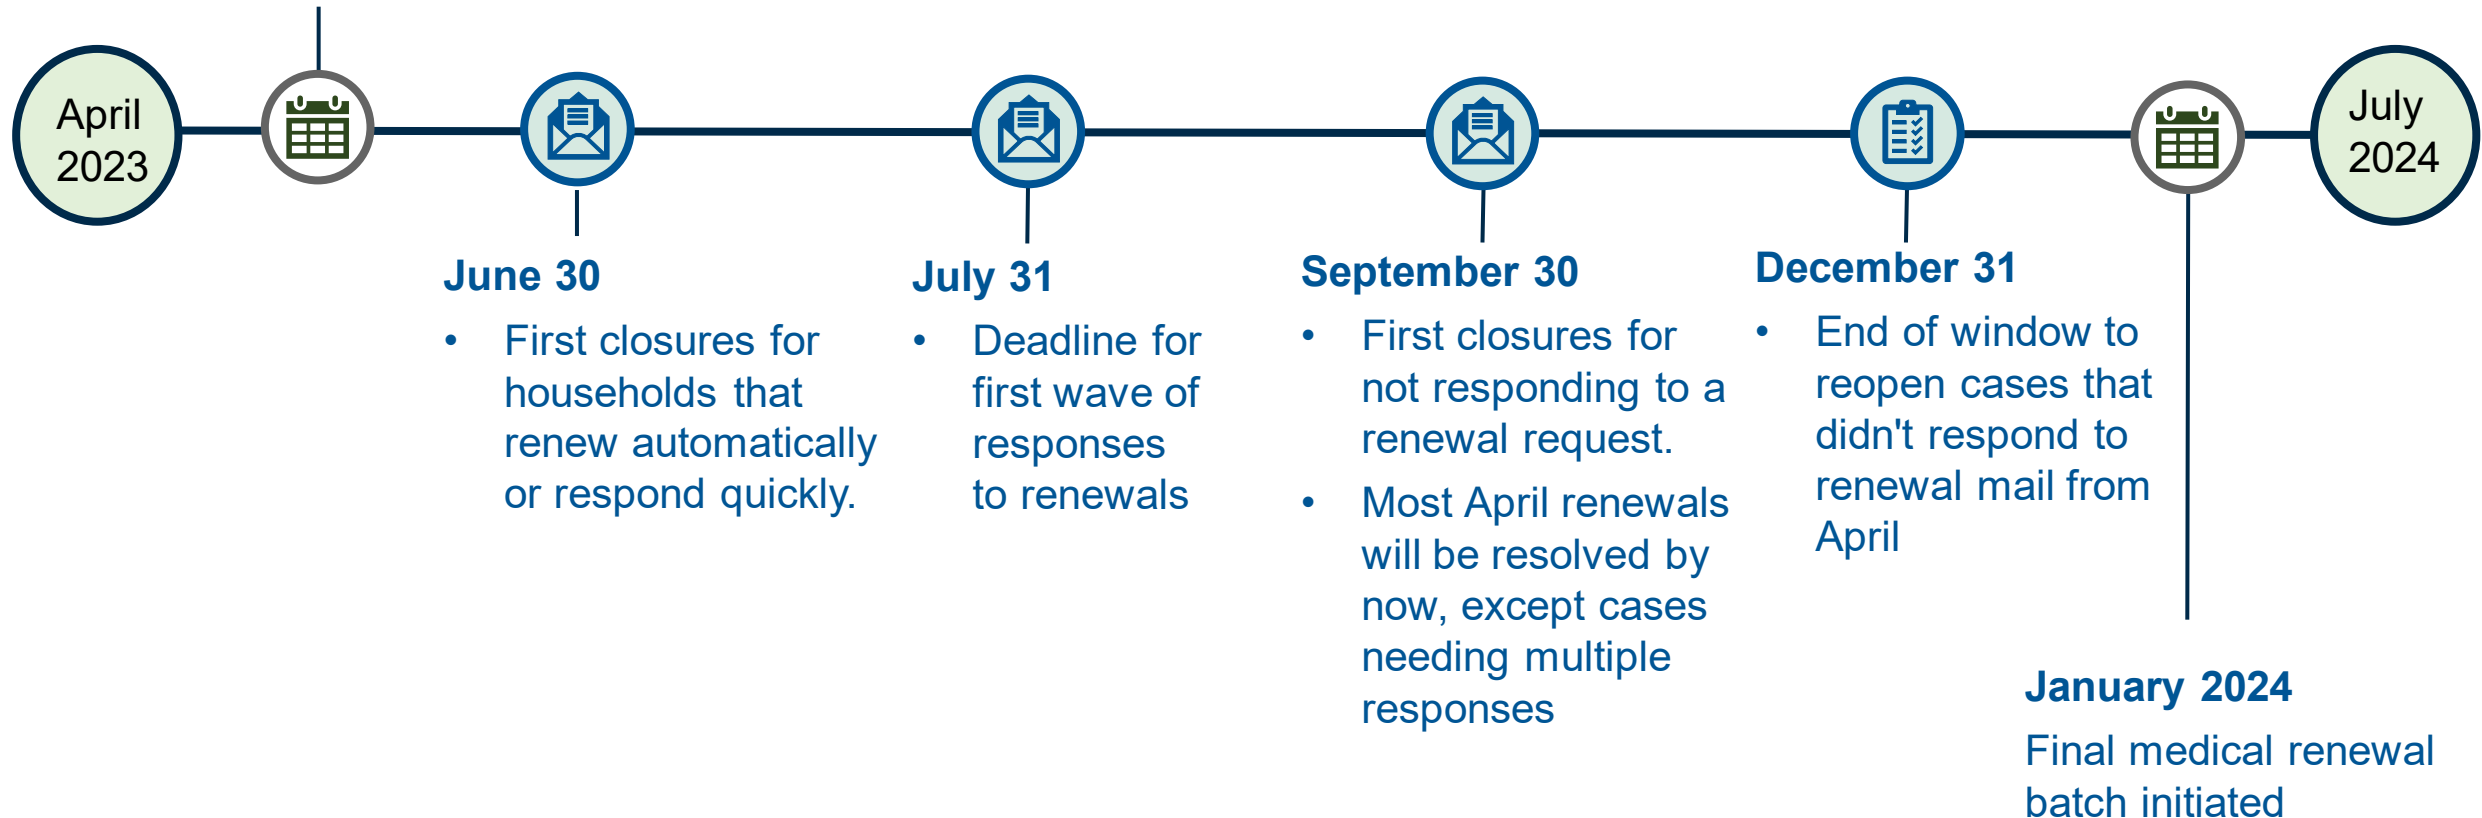 April
2023
July
2024
June 30
• First closures for
households that
renew automatically
or respond quickly.
July 31
• Deadline for
first wave of
responses
to renewals
September 30
• First closures for
not responding to a
renewal request.
• Most April renewals
will be resolved by
now, except cases
needing multiple
responses
December 31
• End of window to
reopen cases that
didn't respond to
renewal mail from
April
January 2024
Final medical renewal
batch initiated